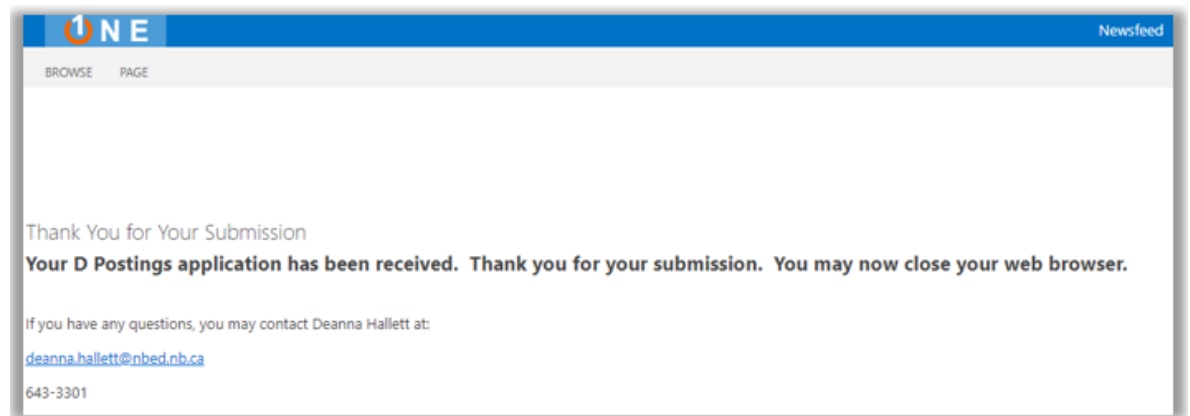 1 N E
Newsfeed
BROWSE PAGE
Thank You for Your Submission
Your D Postings application has been received. Thank you for your submission. You may now close your web browser.
If you have any questions, you may contact Deanna Hallett at:
deanna.hallett@nbed.nb.ca
643-3301